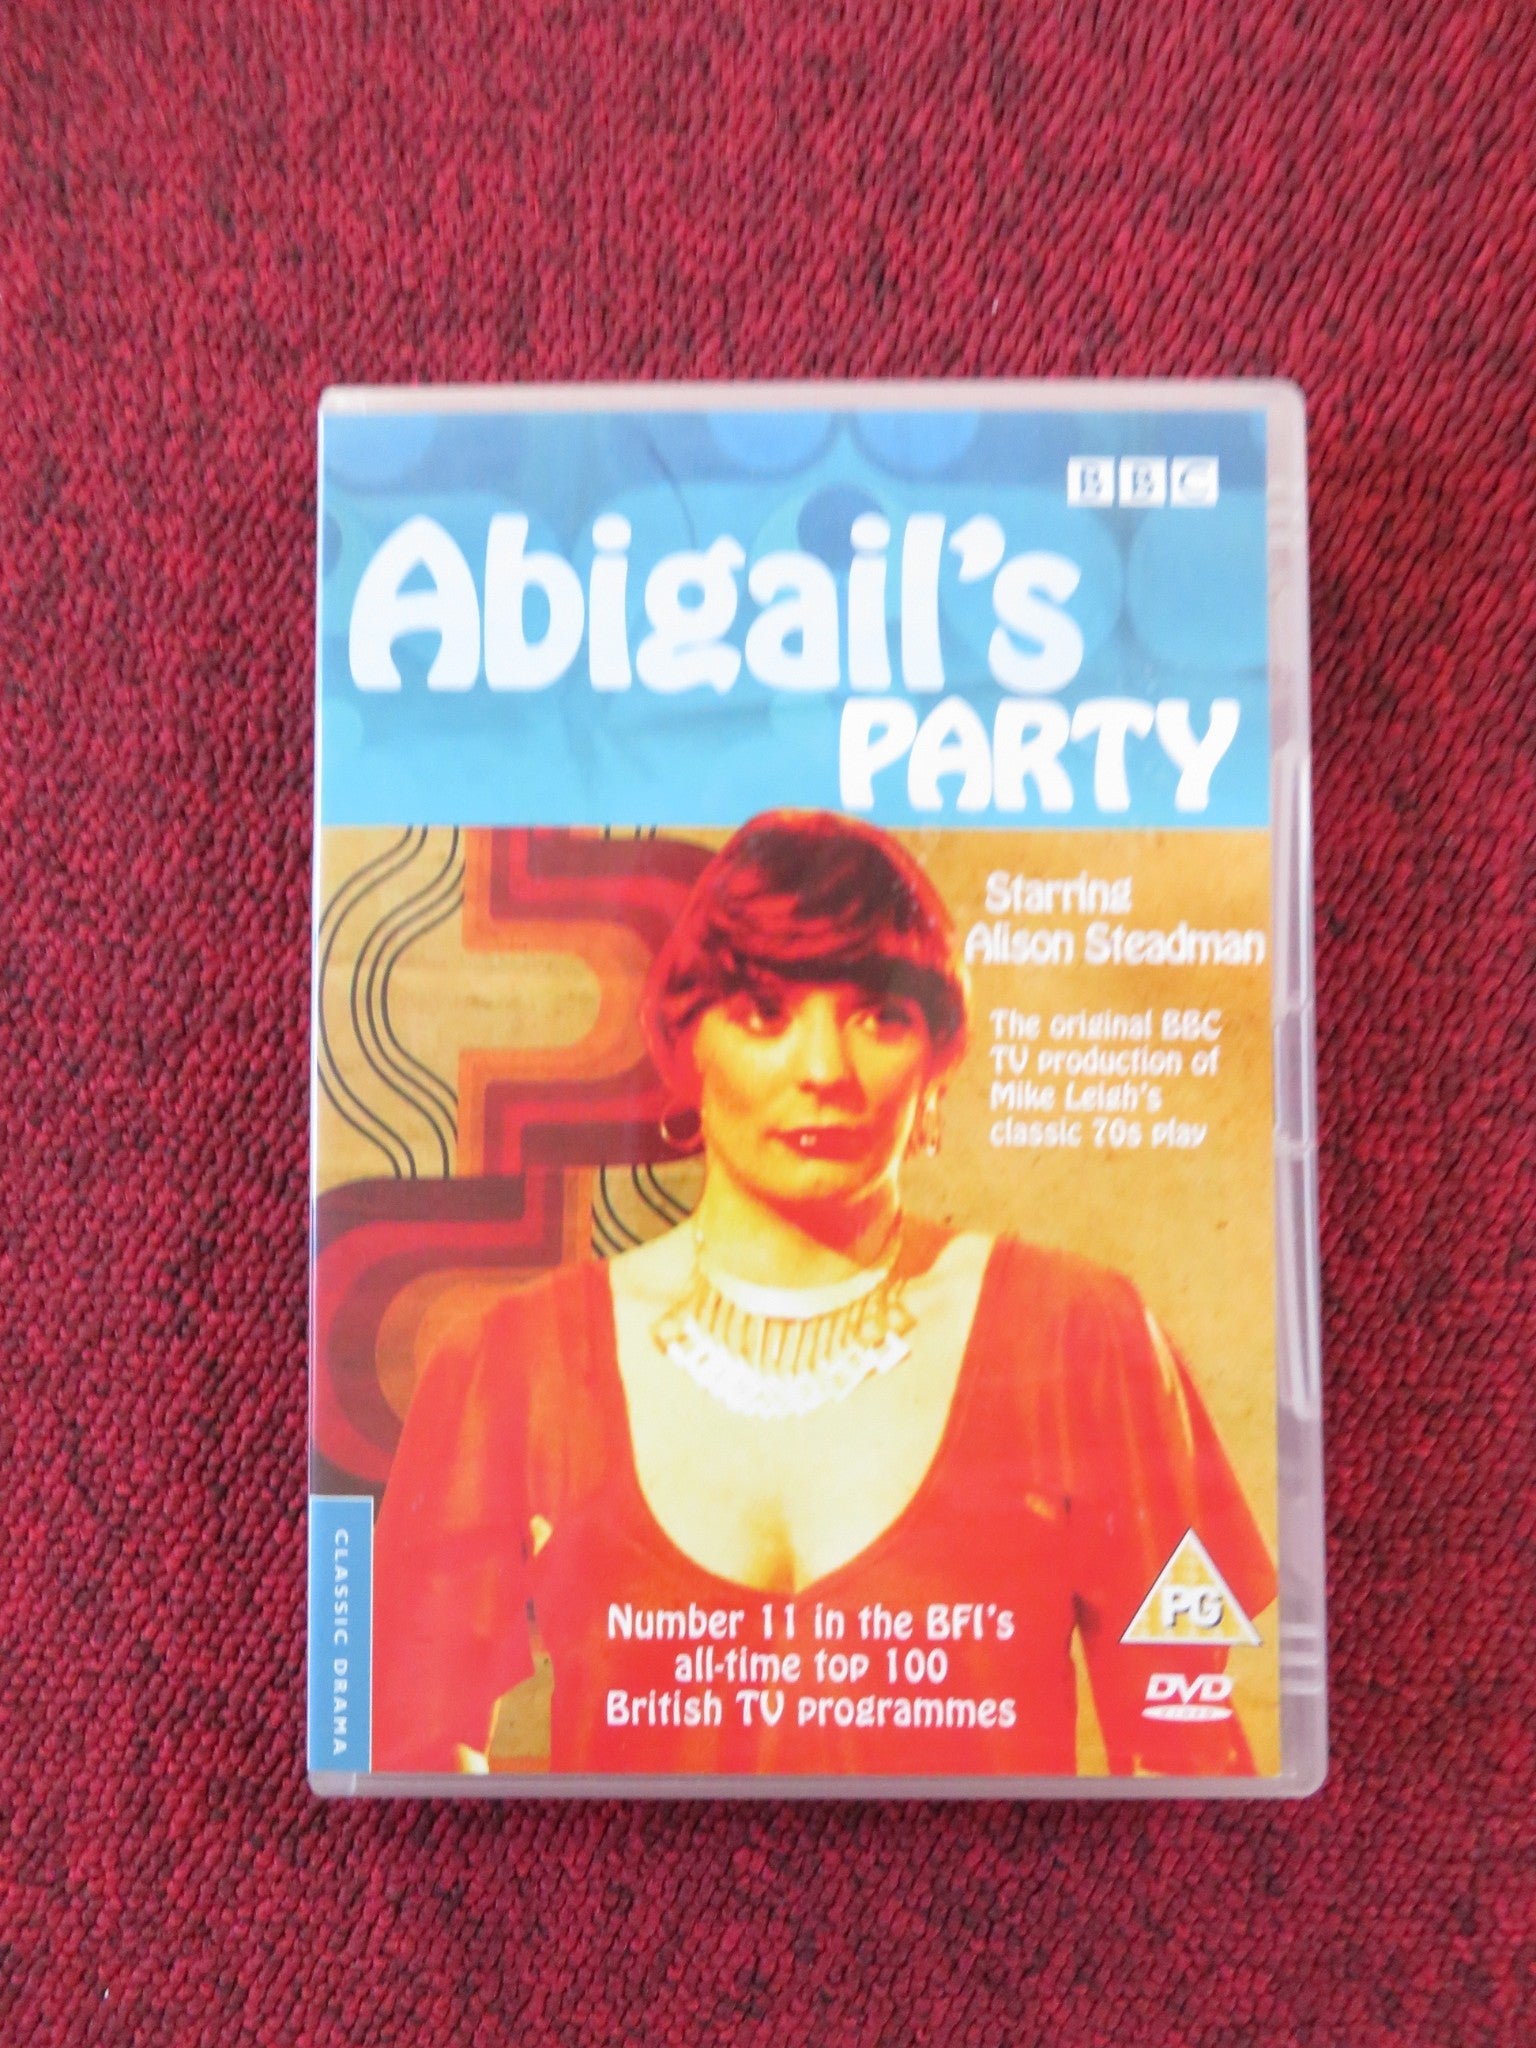 BBC
Abigail's
PARTY
Starring
Alison Steadman
The original BBC
TV production of
Mike Leigh's
classic 70s play
CLASSIC DRAMA
Number 11 in the BFI's
all-time top 100
British TV programmes
PG
DVD
VIDEO